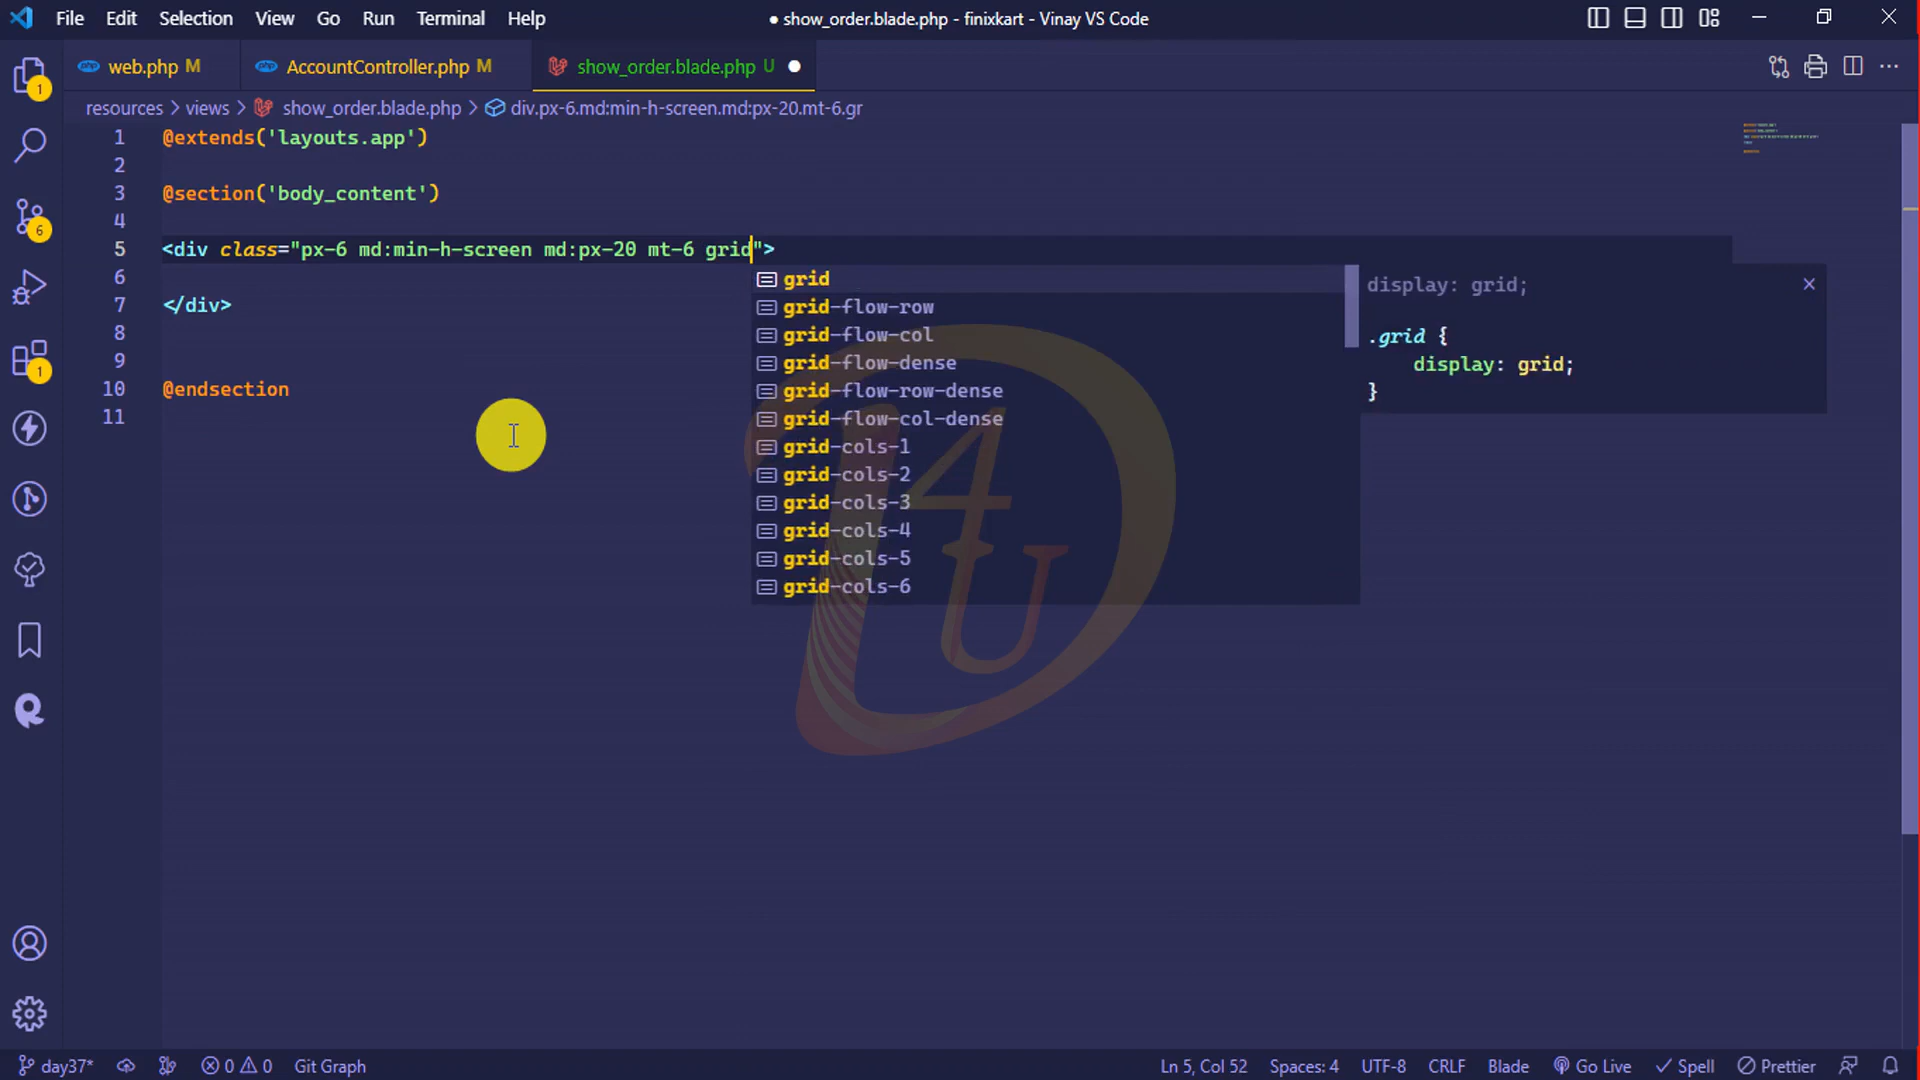 File Edit Selection View Go Run Terminal Help
● show_order.blade.php - finixkart - Vinay VS Code
web.php M
AccountController.php M
show_order.blade.php U ●
resources > views > show_order.blade.php > div.px-6.md:min-h-screen.md:px-20.mt-6.gr
1 @extends('layouts.app')
2
3 @section('body_content')
4
5 <div class="px-6 md:min-h-screen md:px-20 mt-6 grid">
6
7 </div>
8
9
10 @endsection
11
grid
grid-flow-row
grid-flow-col
grid-flow-dense
grid-flow-row-dense
grid-flow-col-dense
grid-cols-1
grid-cols-2
grid-cols-3
grid-cols-4
grid-cols-5
grid-cols-6
display: grid;
.grid {
display: grid;
}
D 4 U
1
6
1
day37* 0 0 Git Graph
Ln 5, Col 52 Spaces: 4 UTF-8 CRLF Blade Go Live Spell Prettier